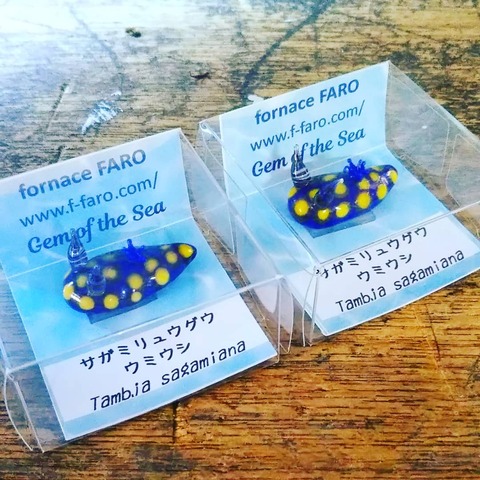 fornace FARO
www.f-faro.com/
Gem of the Sea
サガミリュウグウ
ウミウシ
Tambia sagamiana
fornace FARO
www.f-faro.com/
Gem of the Sea
サガミリュウグウ
ウミウシ
Tambia sagamiana